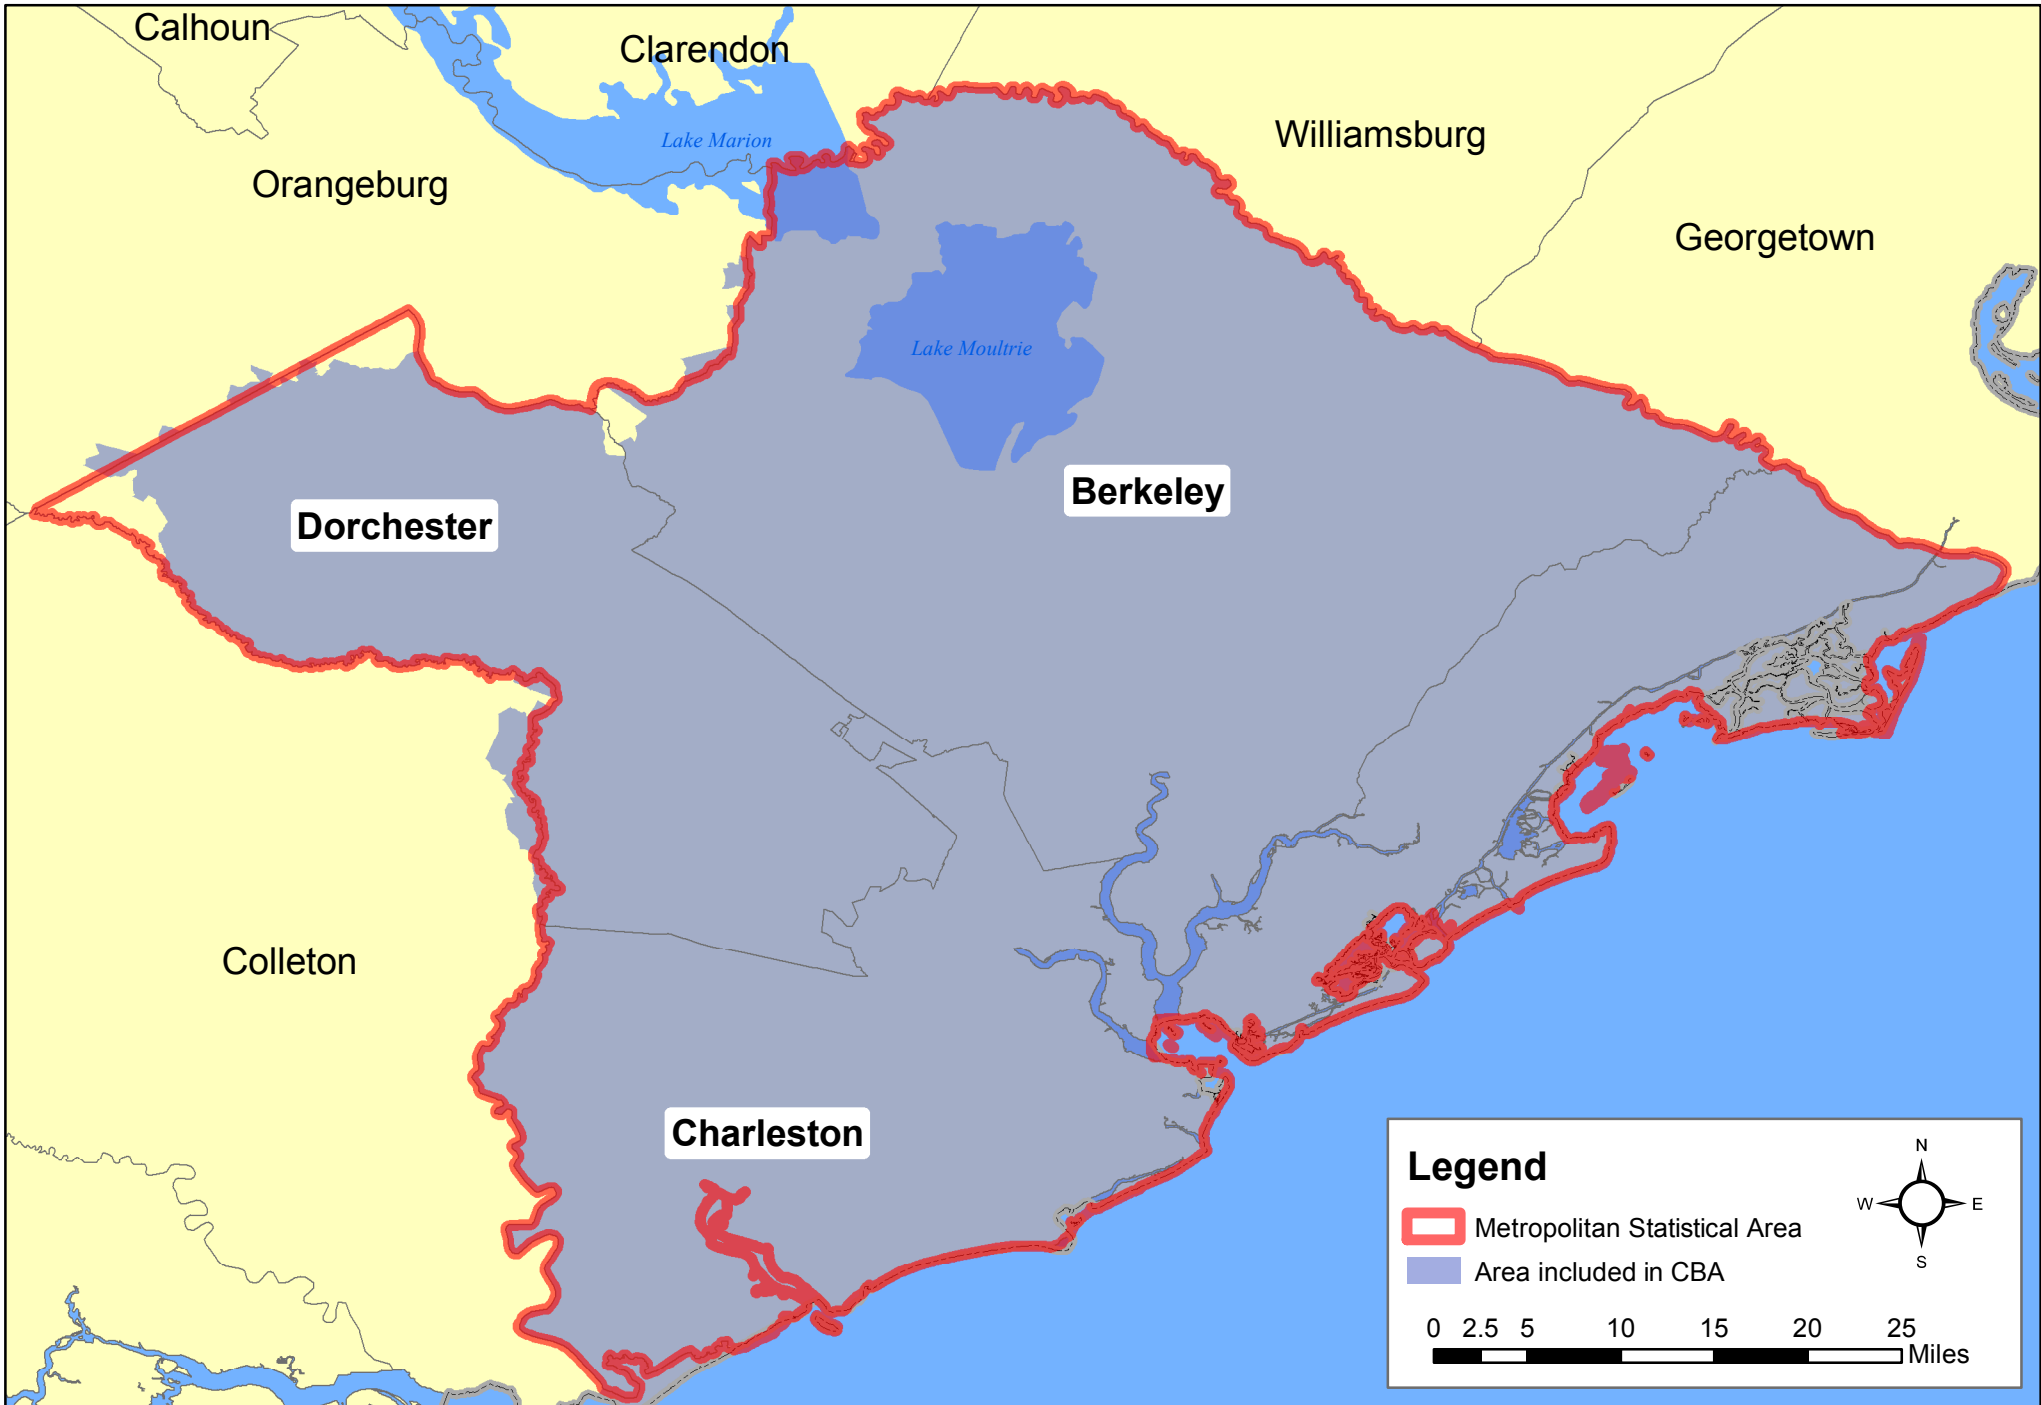 Calhoun
Clarendon
Lake Marion
Williamsburg
Orangeburg
Georgetown
Lake Moultrie
Berkeley
Dorchester
Colleton
Charleston
Legend
N
W
E
S
Metropolitan Statistical Area
Area included in CBA
0 2.5 5 10 15 20 25
Miles